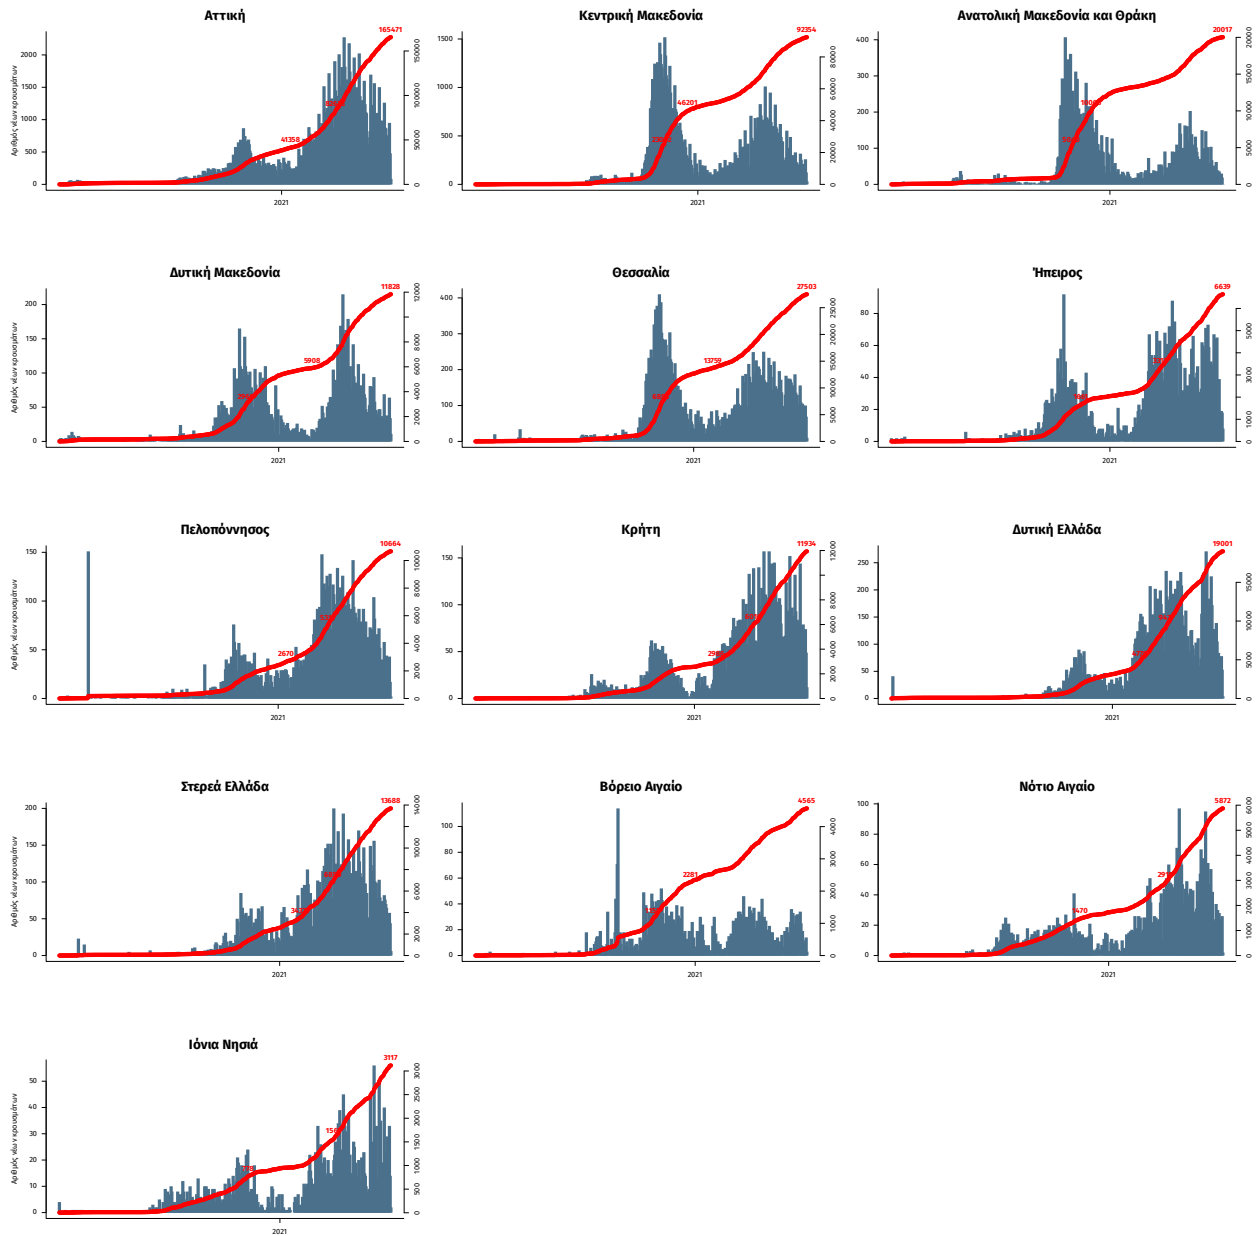 Αττική
Κεντρική Μακεδονία
Ανατολική Μακεδονία και Θράκη
Αριθμός νέων κρουσμάτων
0 500 1000 1500 2000
0 50000 100000 150000
41358
165471
2021
0 500 1000 1500
0 20000 40000 60000 80000
46201
92354
2021
0 100 200 300 400
0 5000 10000 15000 20000
20017
2021
Δυτική Μακεδονία
Θεσσαλία
Ήπειρος
Αριθμός νέων κρουσμάτων
0 50 100 150 200
0 2000 4000 6000 8000 12000
5908
11828
2021
0 100 200 300 400
0 5000 10000 15000 20000 25000
13759
27503
2021
0 20 40 60 80
0 1000 2000 3000 5000
6639
2021
Πελοπόννησος
Κρήτη
Δυτική Ελλάδα
Αριθμός νέων κρουσμάτων
0 50 100 150
0 2000 4000 6000 8000 10000
2670
10664
2021
0 50 100 150
0 2000 4000 6000 8000 12000
11934
2021
0 50 100 150 200 250
0 5000 10000 15000
19001
2021
Στερεά Ελλάδα
Βόρειο Αιγαίο
Νότιο Αιγαίο
Αριθμός νέων κρουσμάτων
0 50 100 150 200
0 2000 4000 6000 10000 14000
13688
2021
0 20 40 60 80 100
0 1000 2000 3000 4000
2281
4565
2021
0 20 40 60 80 100
0 1000 2000 3000 4000 5000 6000
1470
5872
2021
Ιόνια Νησιά
Αριθμός νέων κρουσμάτων
0 10 20 30 40 50
0 500 1000 1500 2000 2500 3000
3117
2021